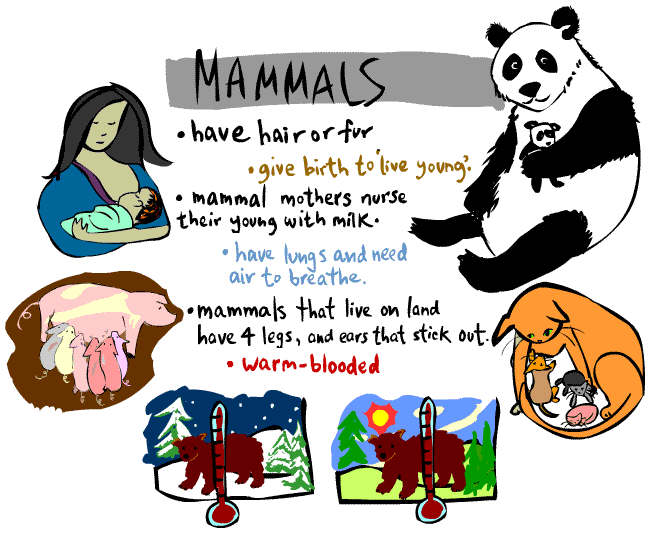 MAMMALS
• have hair or fur
• give birth to 'live young'.
• mammal mothers nurse
their young with milk.
• have lungs and need
air to breathe.
• mammals that live on land
have 4 legs, and ears that stick out.
• warm-blooded